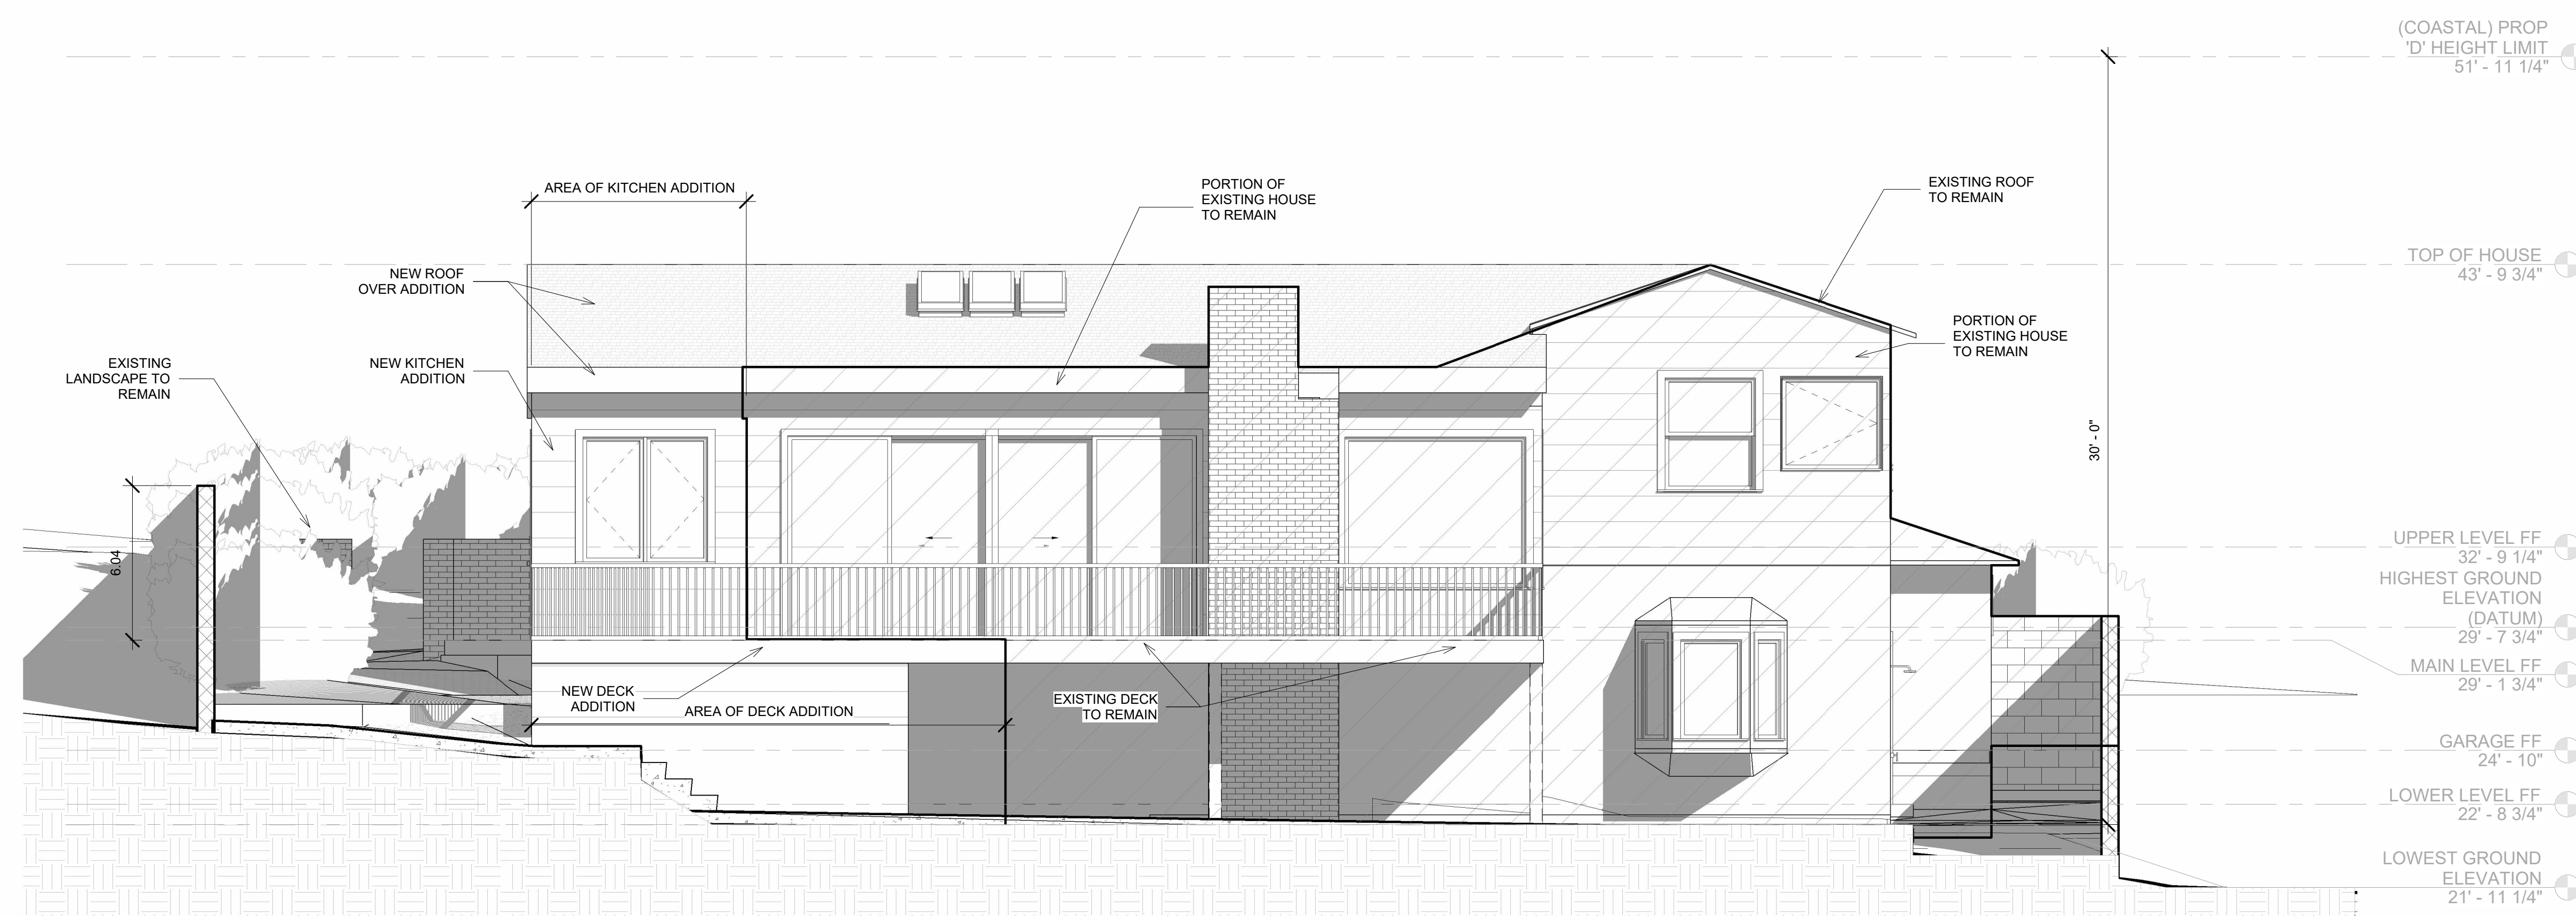 (COASTAL) PROP
'D' HEIGHT LIMIT
51' - 11 1/4"
AREA OF KITCHEN ADDITION
PORTION OF
EXISTING HOUSE
TO REMAIN
EXISTING ROOF
TO REMAIN
NEW ROOF
OVER ADDITION
TOP OF HOUSE
43' - 9 3/4"
PORTION OF
EXISTING HOUSE
TO REMAIN
EXISTING
LANDSCAPE TO
REMAIN
NEW KITCHEN
ADDITION
30' - 0"
6.04
UPPER LEVEL FF
32' - 9 1/4"
HIGHEST GROUND
ELEVATION
(DATUM)
29' - 7 3/4"
MAIN LEVEL FF
29' - 1 3/4"
NEW DECK
ADDITION
AREA OF DECK ADDITION
EXISTING DECK
TO REMAIN
GARAGE FF
24' - 10"
LOWER LEVEL FF
22' - 8 3/4"
LOWEST GROUND
ELEVATION
21' - 11 1/4"